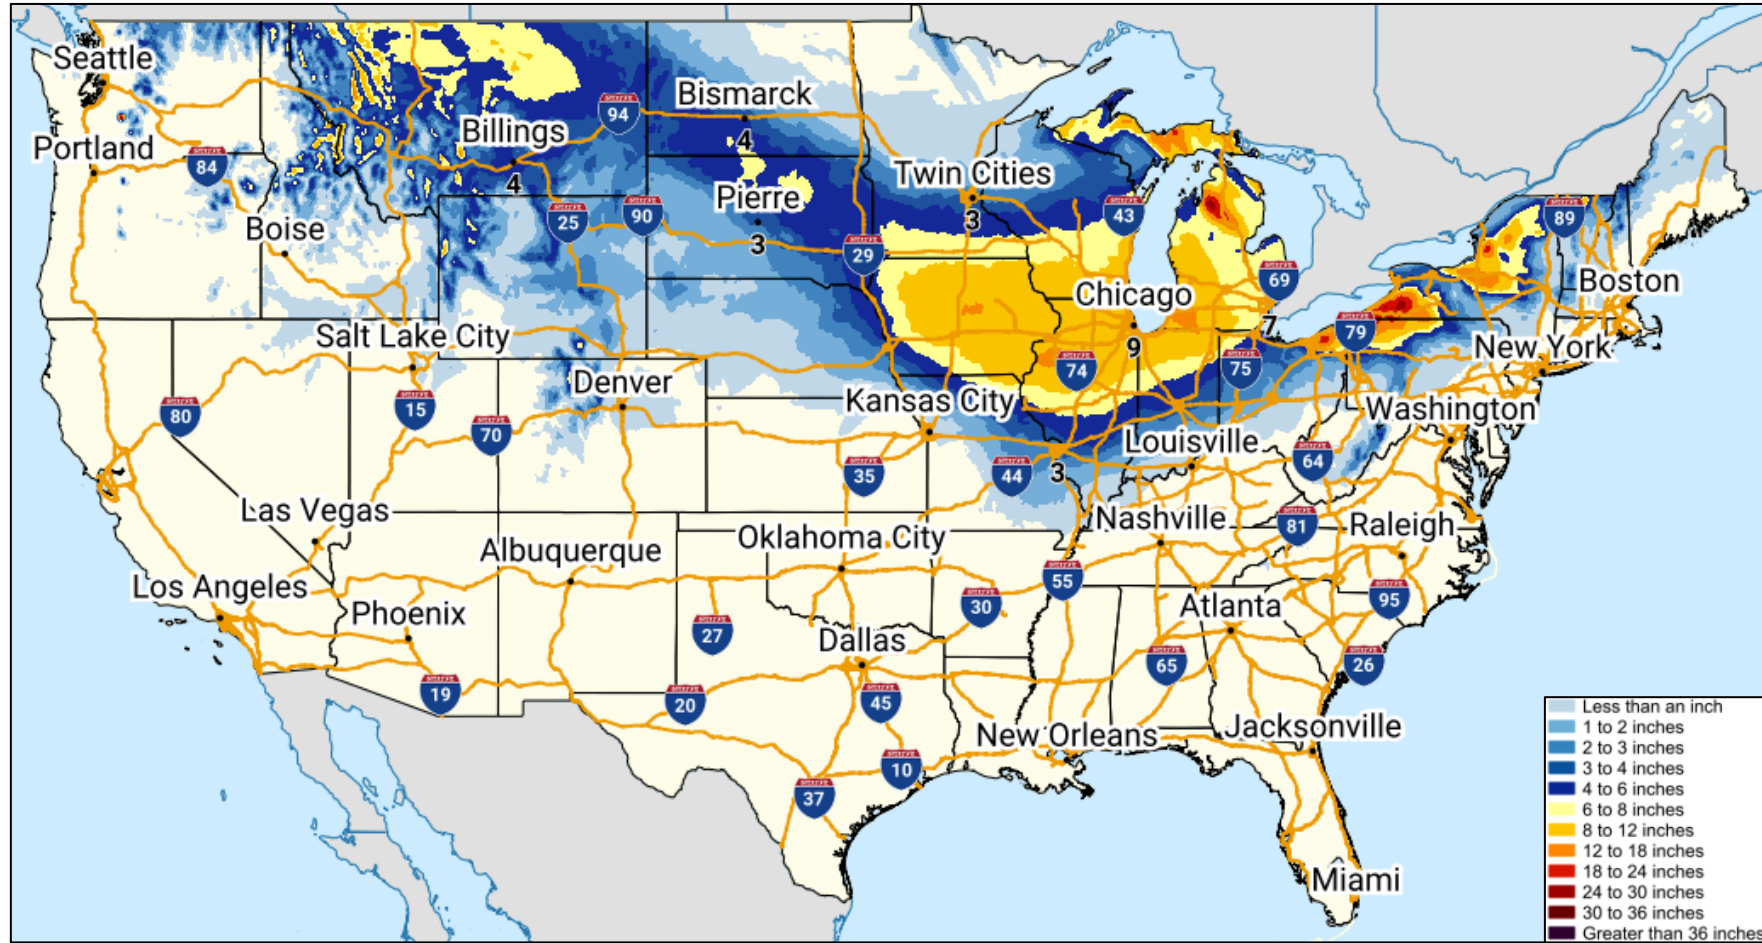 Seattle
Bismarck
94
Billings
4
Portland
84
Twin Cities
4
Pierre
25
90
43
3
89
Boise
3
29
69
Boston
Chicago
Salt Lake City
7
79
New York
9
74
75
Denver
Kansas City
80
15
Washington
70
Louisville
35
44
3
64
Las Vegas
Nashville
81
Raleigh
Oklahoma City
Albuquerque
55
Los Angeles
Phoenix
30
Atlanta
95
27
Dallas
65
26
19
20
45
New Orleans
Jacksonville
10
37
Miami
Less than an inch
1 to 2 inches
2 to 3 inches
3 to 4 inches
4 to 6 inches
6 to 8 inches
8 to 12 inches
12 to 18 inches
18 to 24 inches
24 to 30 inches
30 to 36 inches
Greater than 36 inches